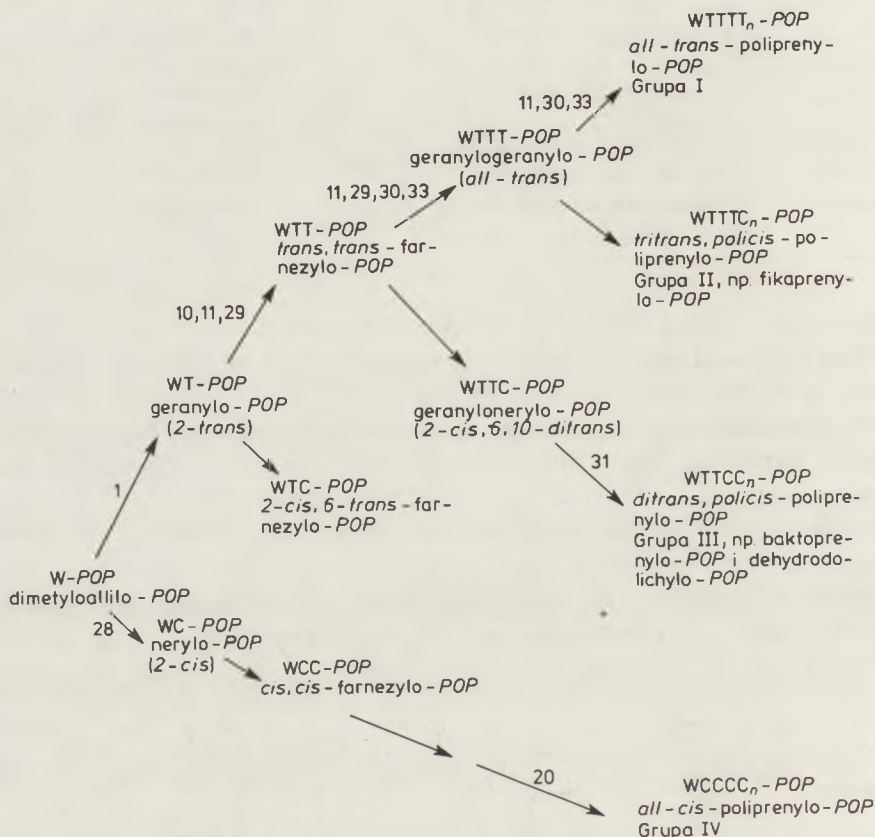 WTTTTn-POP
all-trans-polipreny-
lo-POP
Grupa I
11,30,33
WTTT-POP
geranylogeranylo-POP
(all-trans)
11,29,30,33
WTTTCn-POP
tritrans, policis-po-
liprenylo-POP
Grupa II, np. fikapreny-
lo-POP
WTT-POP
trans, trans-far-
nezylo-POP
10,11,29
WT-POP
geranylo-POP
(2-trans)
WTTC-POP
geranylonerylo-POP
(2-cis, 6,10-ditrans)
31
WTC-POP
2-cis, 6-trans-far-
nezylo-POP
WTTCCn-POP
ditrans, policis-polipre-
nylo-POP
Grupa III, np. baktopre-
nylo-POP i dehydrodo-
lichylo-POP
1
W-POP
dimetyloallilo-POP
28
WC-POP
nerylo-POP
(2-cis)
WCC-POP
cis, cis-farnezylo-POP
20
WCCCCn-POP
all-cis-poliprenylo-POP
Grupa IV